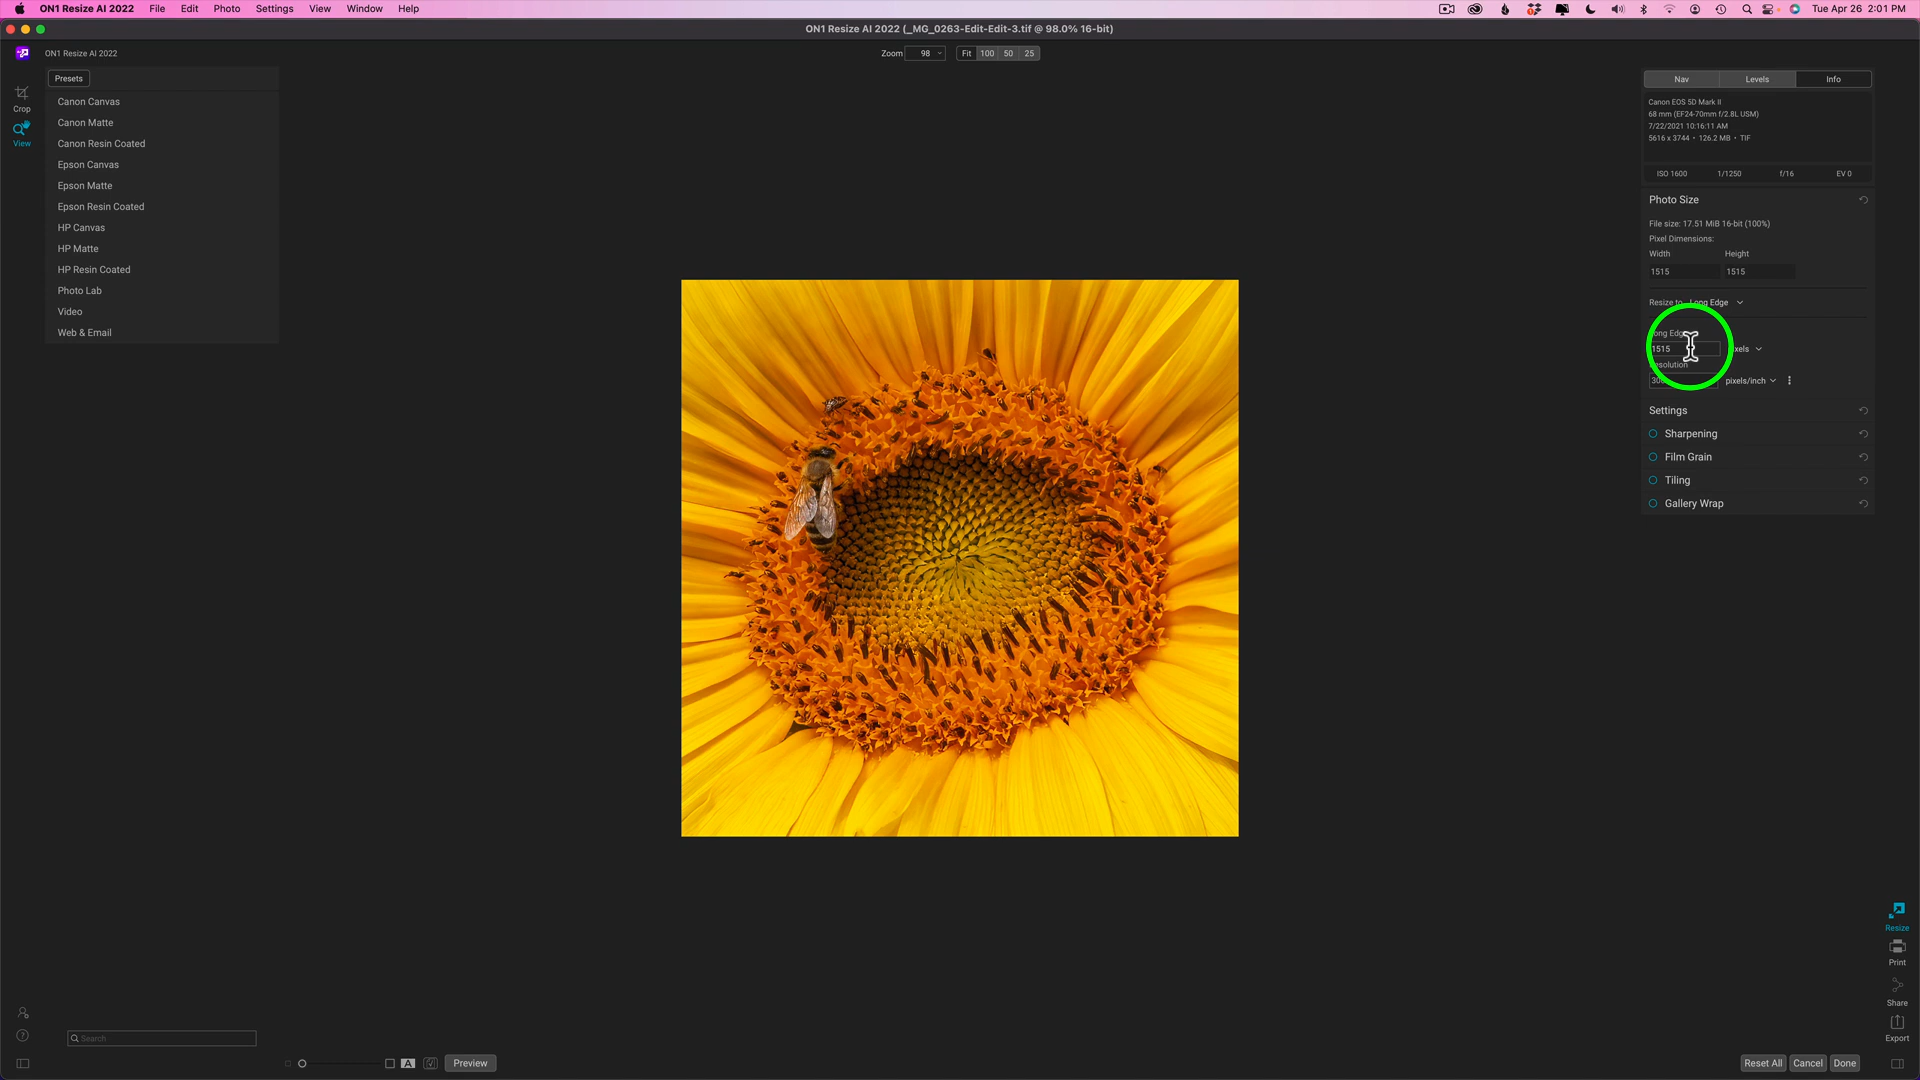 ON1 Resize AI 2022 File Edit Photo Settings View Window Help Tue Apr 26 2:01 PM
ON1 Resize AI 2022 (_MG_0263-Edit-Edit-3.tif @ 98.0% 16-bit)
ON1 Resize AI 2022
Zoom 98 Fit 100 50 25
Presets
Canon Canvas
Canon Matte
Canon Resin Coated
Epson Canvas
Epson Matte
Epson Resin Coated
HP Canvas
HP Matte
HP Resin Coated
Photo Lab
Video
Web & Email
Crop
View
Nav Levels Info
Canon EOS 5D Mark II
68 mm (EF24-70mm f/2.8L USM)
7/22/2021 10:16:11 AM
5616 x 3744 • 126.2 MB • TIF
ISO 1600 1/1250 f/16 EV 0
Photo Size
File size: 17.51 MiB 16-bit (100%)
Pixel Dimensions:
Width Height
1515 1515
Resize to Long Edge
Long Edge
1515
pixels/inch
Settings
Sharpening
Film Grain
Tiling
Gallery Wrap
Resize
Print
Share
Export
Search
A Preview
Reset All Cancel Done